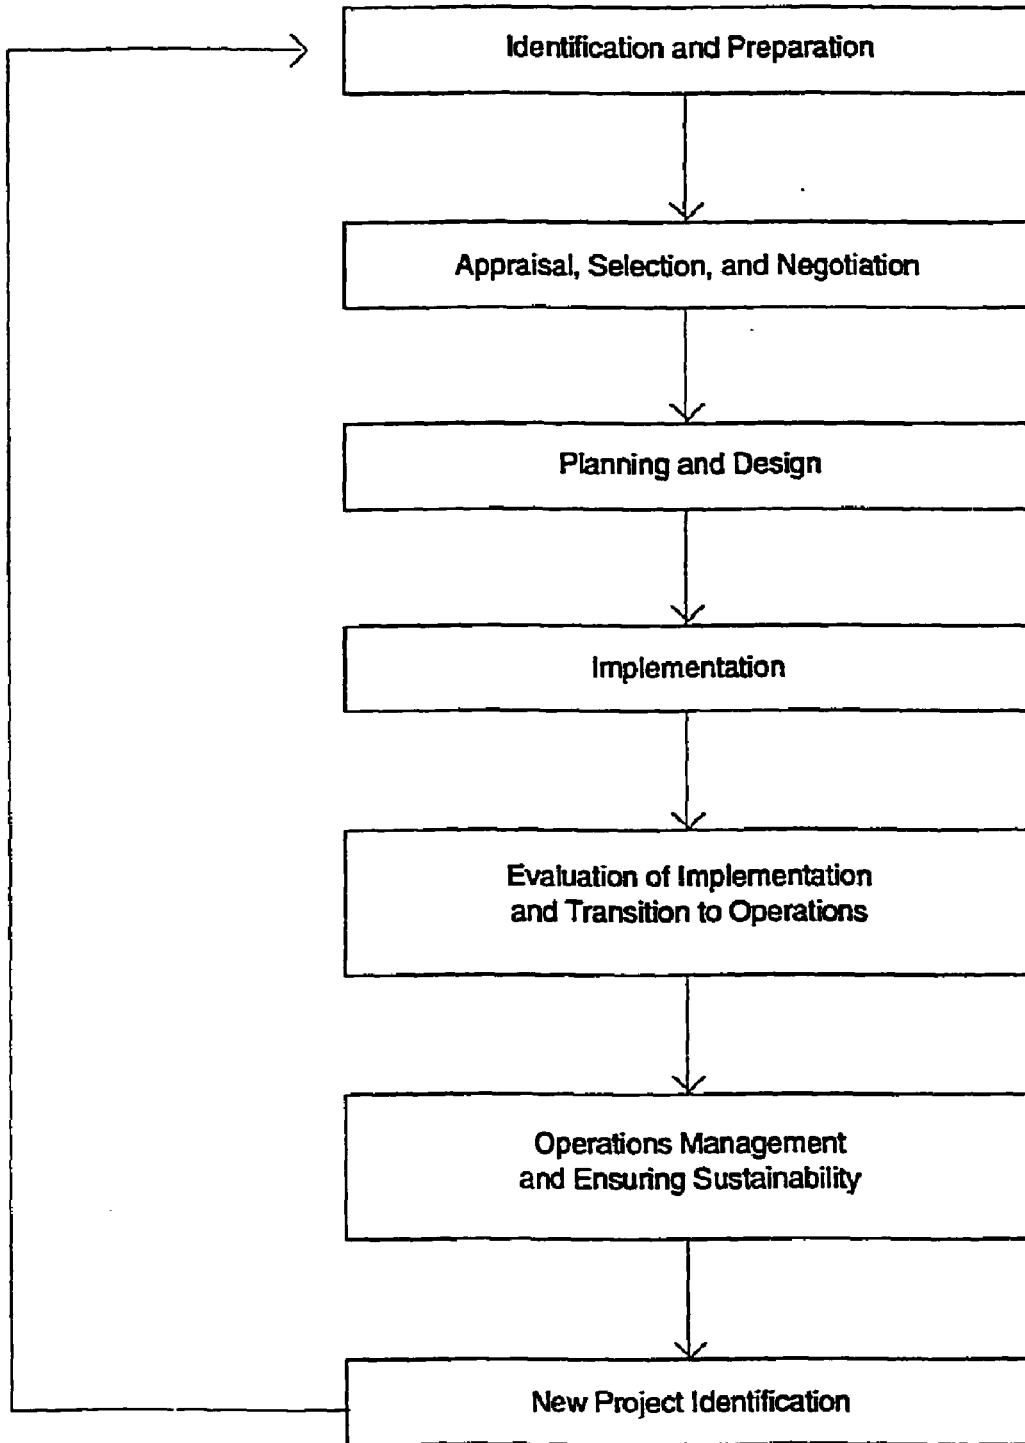 Identification and Preparation
Appraisal, Selection, and Negotiation
Planning and Design
Implementation
Evaluation of Implementation
and Transition to Operations
Operations Management
and Ensuring Sustainability
New Project Identification